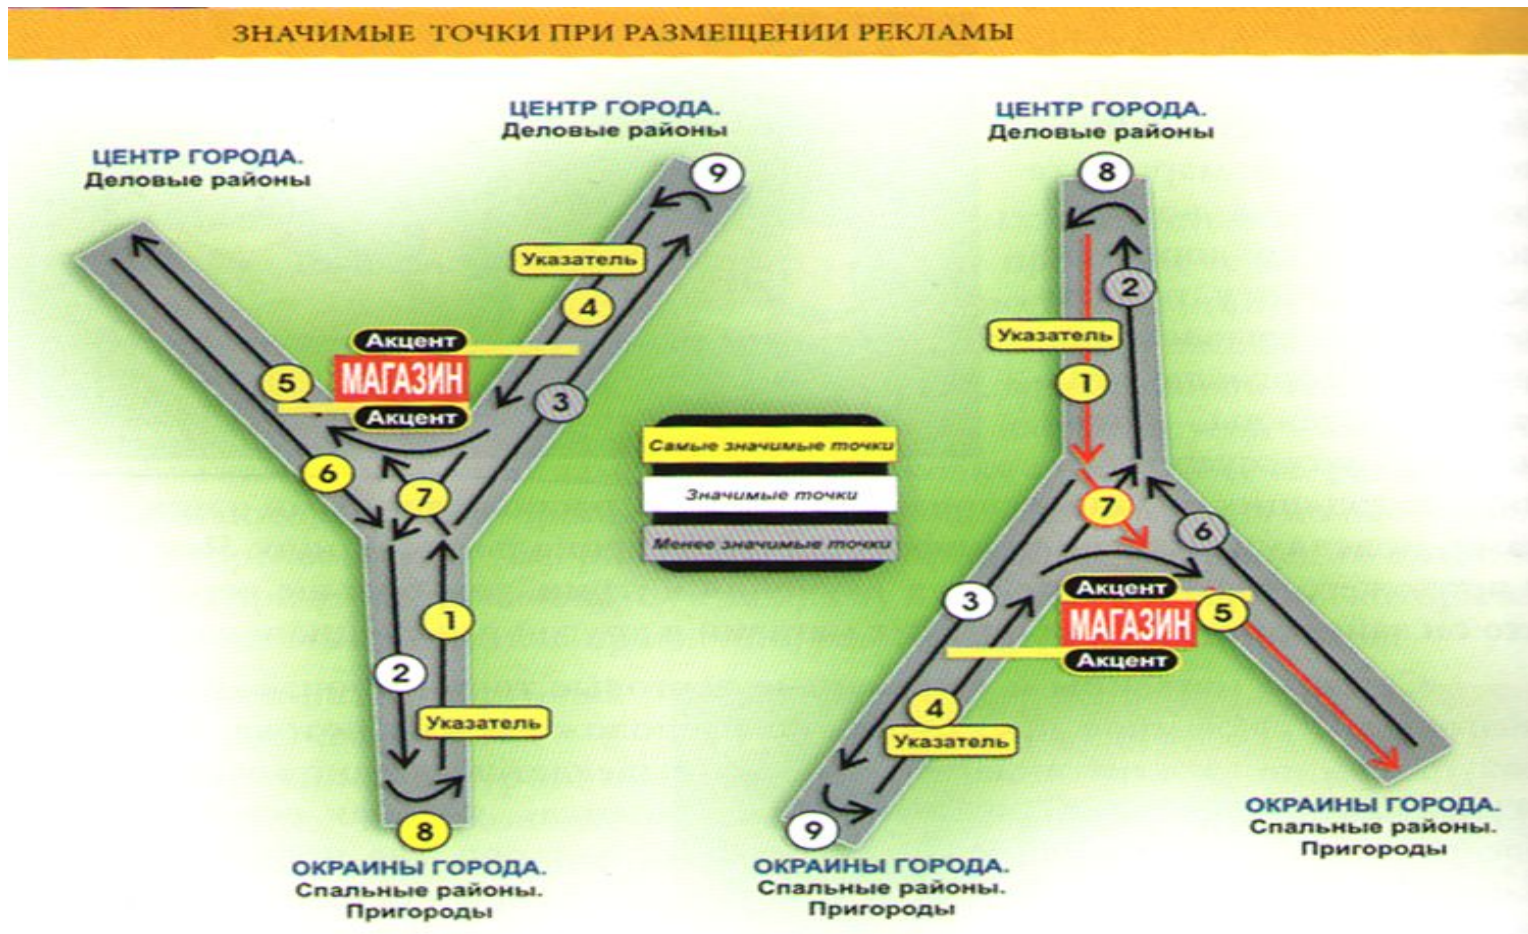 ЗНАЧИМЫЕ ТОЧКИ ПРИ РАЗМЕЩЕНИИ РЕКЛАМЫ
ЦЕНТР ГОРОДА.
Деловые районы
ЦЕНТР ГОРОДА.
Деловые районы
9
Указатель
4
Акцент
МАГАЗИН
Акцент
5
3
6
7
1
2
Указатель
8
ОКРАИНЫ ГОРОДА.
Спальные районы.
Пригороды
Самые значимые точки
Значимые точки
Менее значимые точки
ЦЕНТР ГОРОДА.
Деловые районы
8
2
Указатель
1
7
6
3
Акцент
МАГАЗИН
Акцент
5
4
Указатель
9
ОКРАИНЫ ГОРОДА.
Спальные районы.
Пригороды
ОКРАИНЫ ГОРОДА.
Спальные районы.
Пригороды